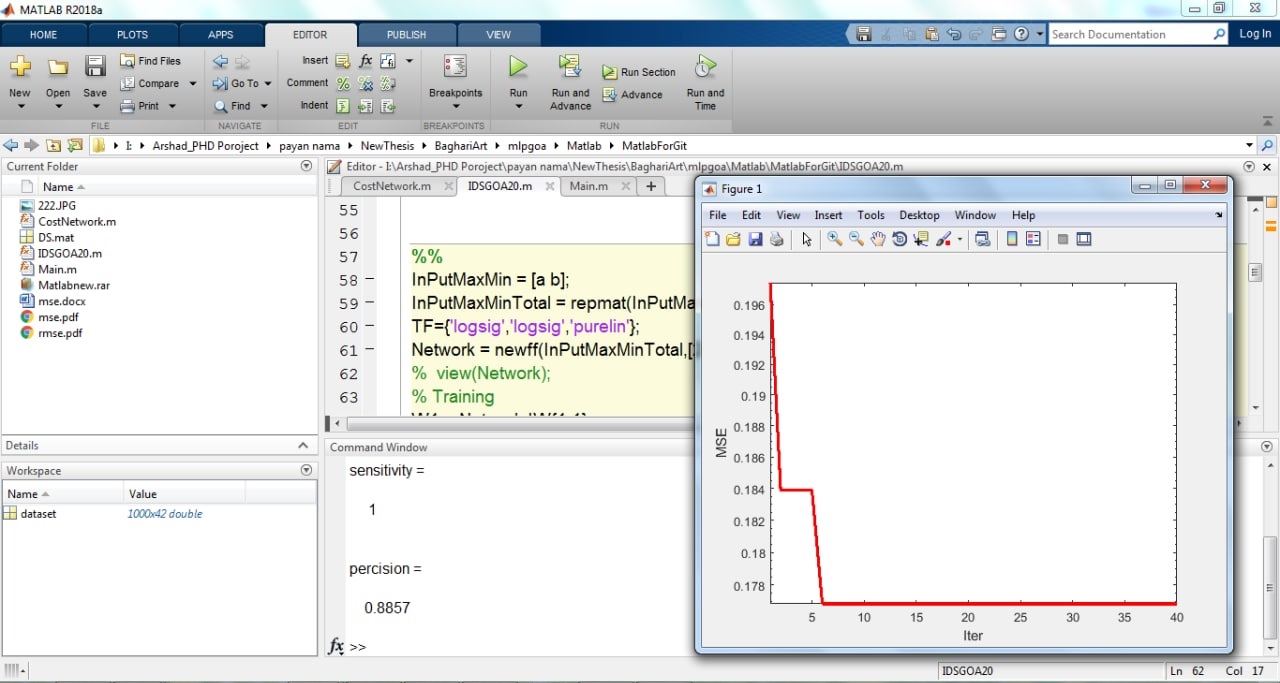 MATLAB R2018a
HOME PLOTS APPS EDITOR PUBLISH VIEW Search Documentation Log In
New Open Save Find Files Compare Print Go To Find Insert fx Comment Indent Breakpoints Run Run and Advance Run Section Advance Run and Time
FILE NAVIGATE EDIT BREAKPOINTS RUN
I: Arshad_PHD Poroject payan nama NewThesis BaghariArt mlpgoa Matlab MatlabForGit
Current Folder
Name
222.JPG
CostNetwork.m
DS.mat
IDSGOA20.m
Main.m
Matlabnew.rar
mse.docx
mse.pdf
rmse.pdf
Details
Workspace
Name Value
dataset 1000x42 double
Editor - I:\Arshad_PHD Poroject\payan nama\NewThesis\BaghariArt\mlpgoa\Matlab\MatlabForGit\IDSGOA20.m
CostNetwork.m IDSGOA20.m Main.m
55
56
57 %%
58 InPutMaxMin = [a b];
59 InPutMaxMinTotal = repmat(InPutMa
60 TF={'logsig','logsig','purelin'};
61 Network = newff(InPutMaxMinTotal,[
62 % view(Network);
63 % Training
Command Window
sensitivity =
1
percision =
0.8857
fx >>
Figure 1
File Edit View Insert Tools Desktop Window Help
0.196
0.194
0.192
0.19
0.188
0.186
0.184
0.182
0.18
0.178
MSE
5 10 15 20 25 30 35 40
Iter
IDSGOA20 Ln 62 Col 17